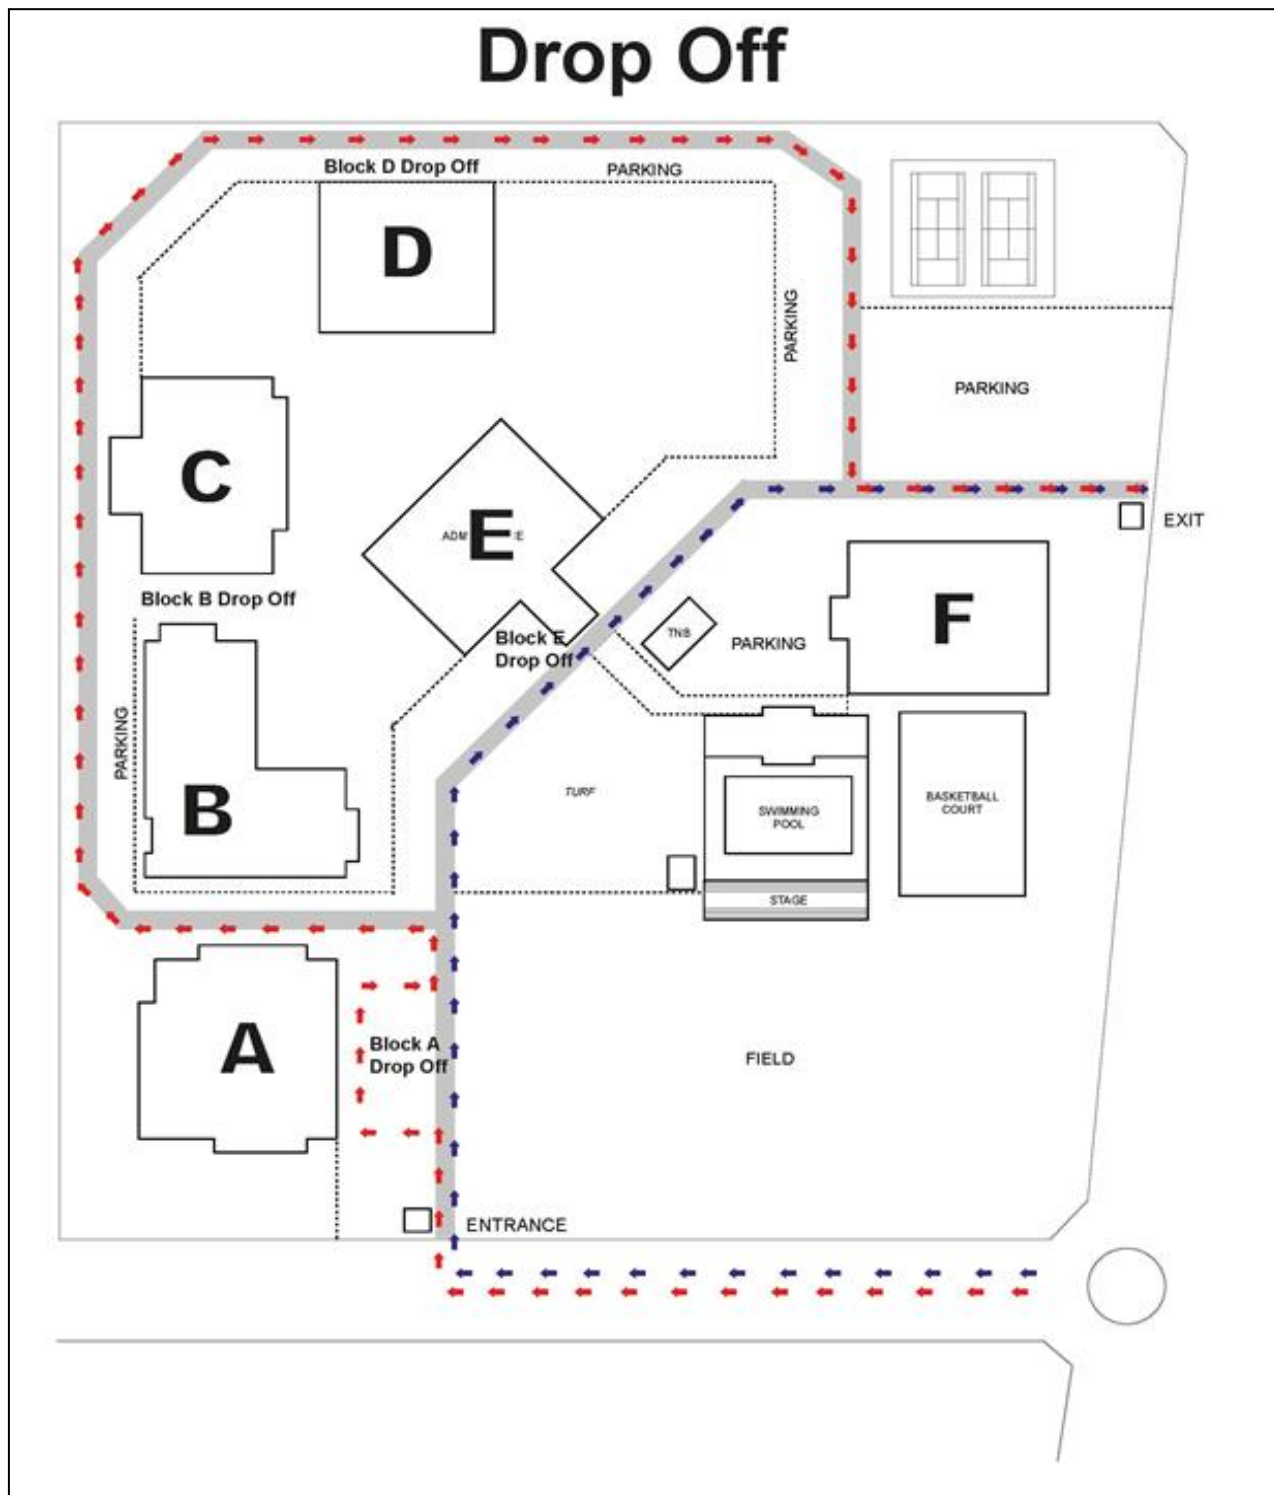 Drop Off
Block D Drop Off
PARKING
D
PARKING
PARKING
C
E
EXIT
Block B Drop Off
F
TNB
PARKING
Block E
Drop Off
PARKING
B
TURF
SWIMMING
POOL
BASKETBALL
COURT
STAGE
A
Block A
Drop Off
FIELD
ENTRANCE